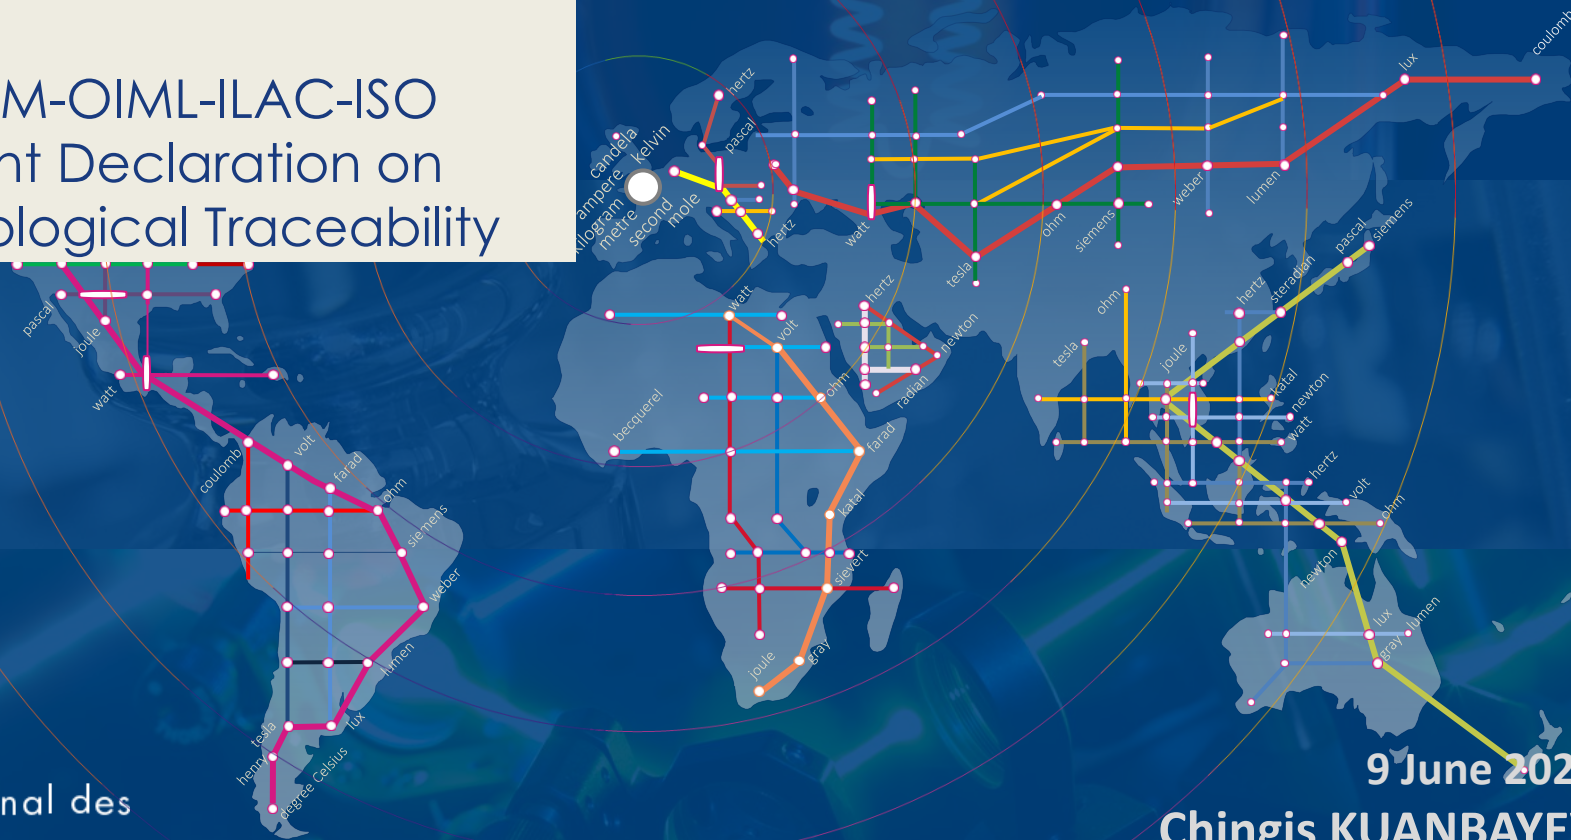 M-OIML-ILAC-ISO
nt Declaration on
ological Traceability
hertz
pascal
candela
kelvin
ampere
kilogram
metre
second
mole
hertz
watt
tesla
ohm
siemens
weber
lumen
lux
coulomb
pascal
siemens
steradian
hertz
ohm
tesla
joule
katal
newton
watt
hertz
volt
ohm
newton
lux
lumen
gray
pascal
joule
watt
coulomb
volt
farad
ohm
siemens
weber
lumen
lux
tesla
henry
degree Celsius
watt
volt
ohm
becquerel
farad
katal
sievert
gray
joule
hertz
newton
radian
nal des
9 June 202
Chingis KUANBAYE